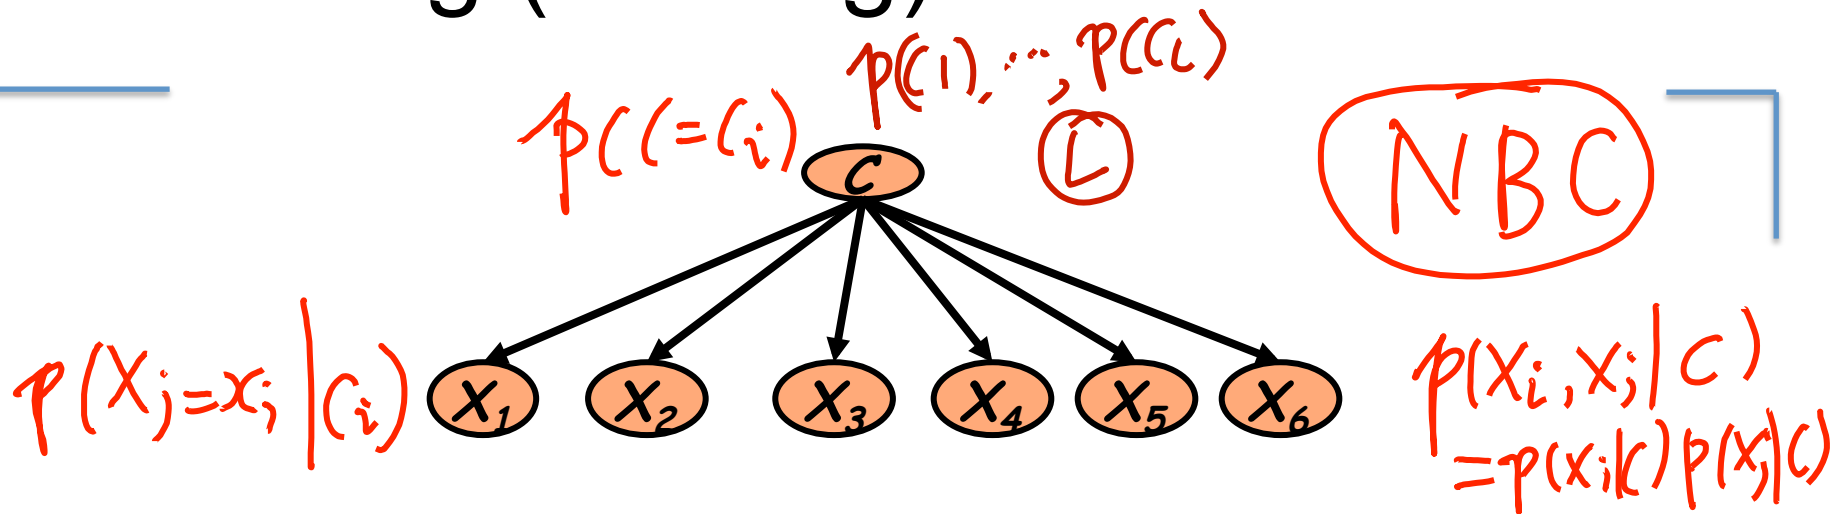 g ( g)
p(C1), ..., p(CL)
p(C=Ci)
L
C
NBC
p(Xj=xj|Ci)
X1 X2 X3 X4 X5 X6
p(Xi,Xj|C)
=p(Xi|C)p(Xj|C)